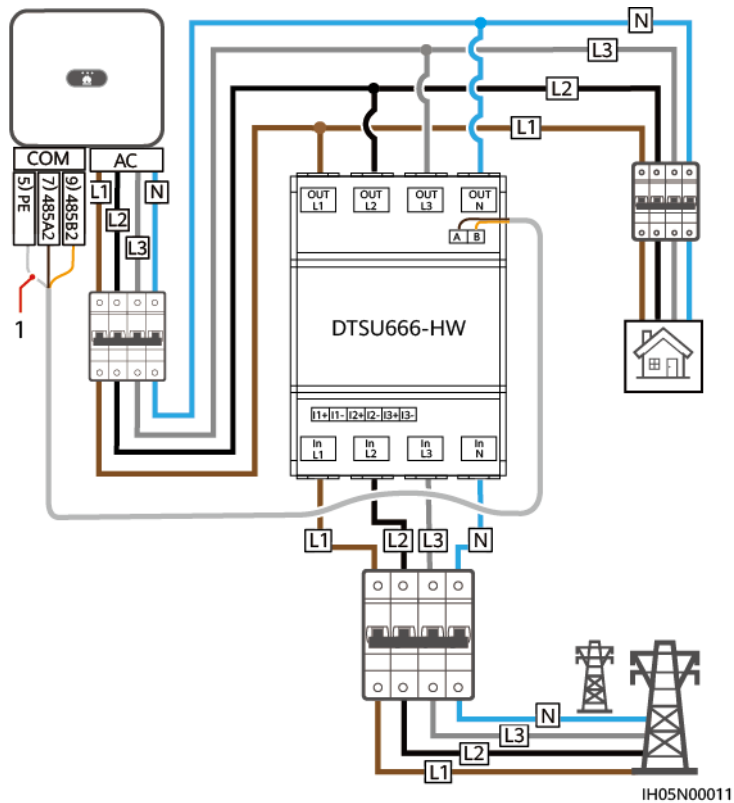 N
L3
L2
L1
COM
AC
5) PE
7) 485A2
9) 485B2
L1
L2
L3
N
1
OUT
L1
OUT
L2
OUT
L3
OUT
N
A B
DTSU666-HW
I1+ I1- I2+ I2- I3+ I3-
In
L1
In
L2
In
L3
In
N
L1
L2
L3
N
N
L3
L2
L1
IH05N00011